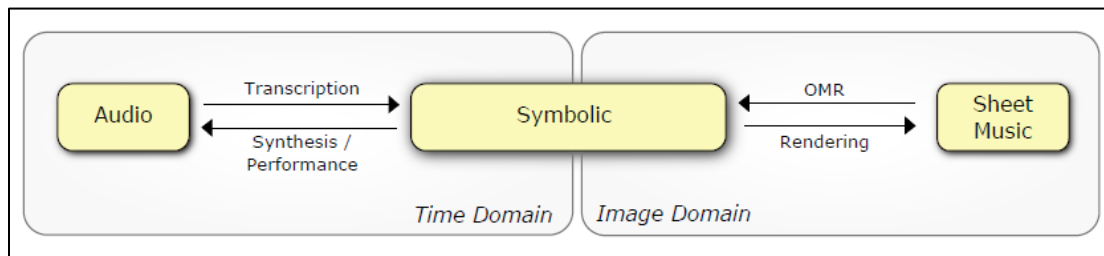 Audio
Transcription
Synthesis /
Performance
Symbolic
OMR
Rendering
Sheet
Music
Time Domain
Image Domain